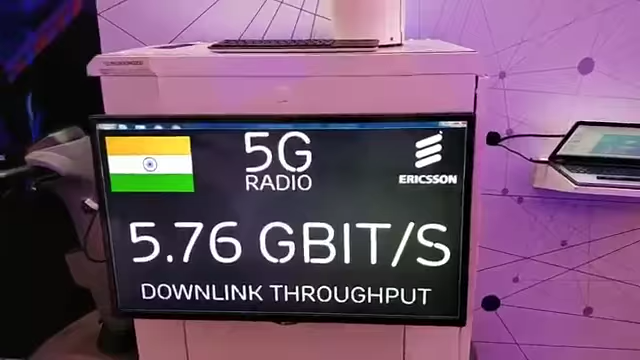 5G
RADIO
ERICSSON
5.76 GBIT/S
DOWNLINK THROUGHPUT